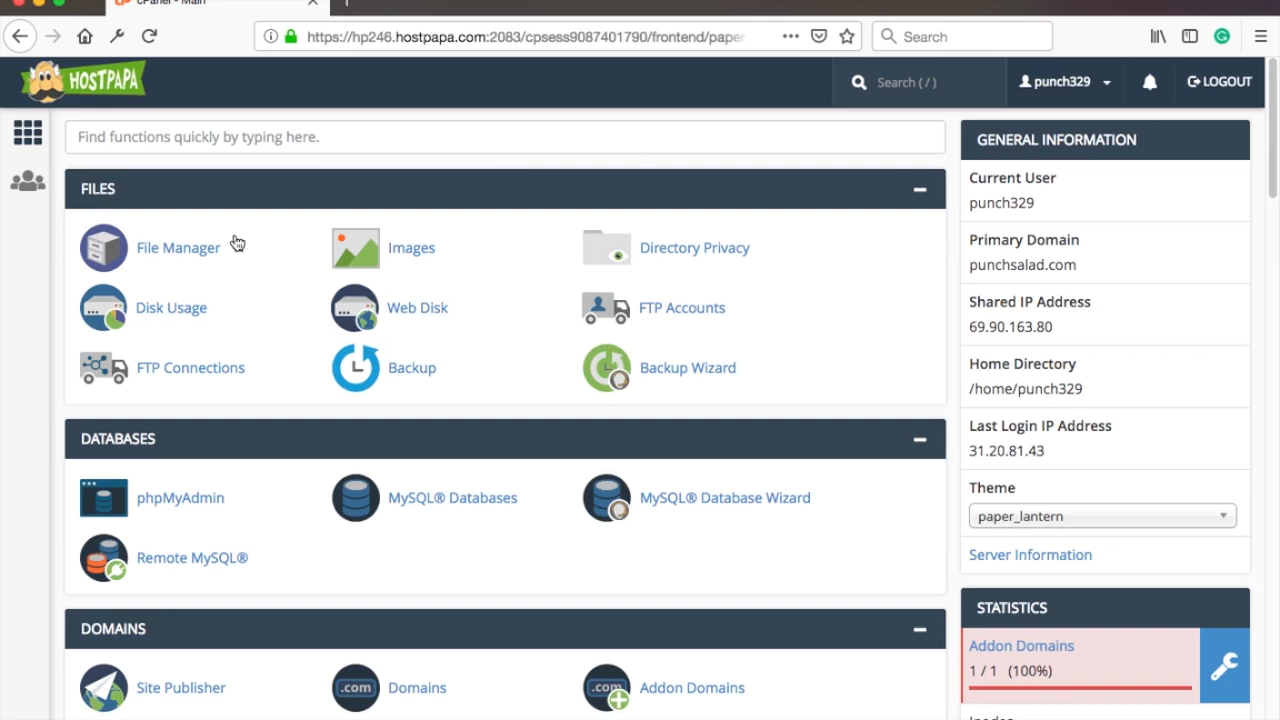 cPanel - Main
https://hp246.hostpapa.com:2083/cpsess9087401790/frontend/paper
Search
HOSTPAPA
Search ( / )
punch329
LOGOUT
Find functions quickly by typing here.
FILES
File Manager
Images
Directory Privacy
Disk Usage
Web Disk
FTP Accounts
FTP Connections
Backup
Backup Wizard
DATABASES
phpMyAdmin
MySQL® Databases
MySQL® Database Wizard
Remote MySQL®
DOMAINS
Site Publisher
.com
Domains
.com
Addon Domains
GENERAL INFORMATION
Current User
punch329
Primary Domain
punchsalad.com
Shared IP Address
69.90.163.80
Home Directory
/home/punch329
Last Login IP Address
31.20.81.43
Theme
paper_lantern
Server Information
STATISTICS
Addon Domains
1 / 1 (100%)